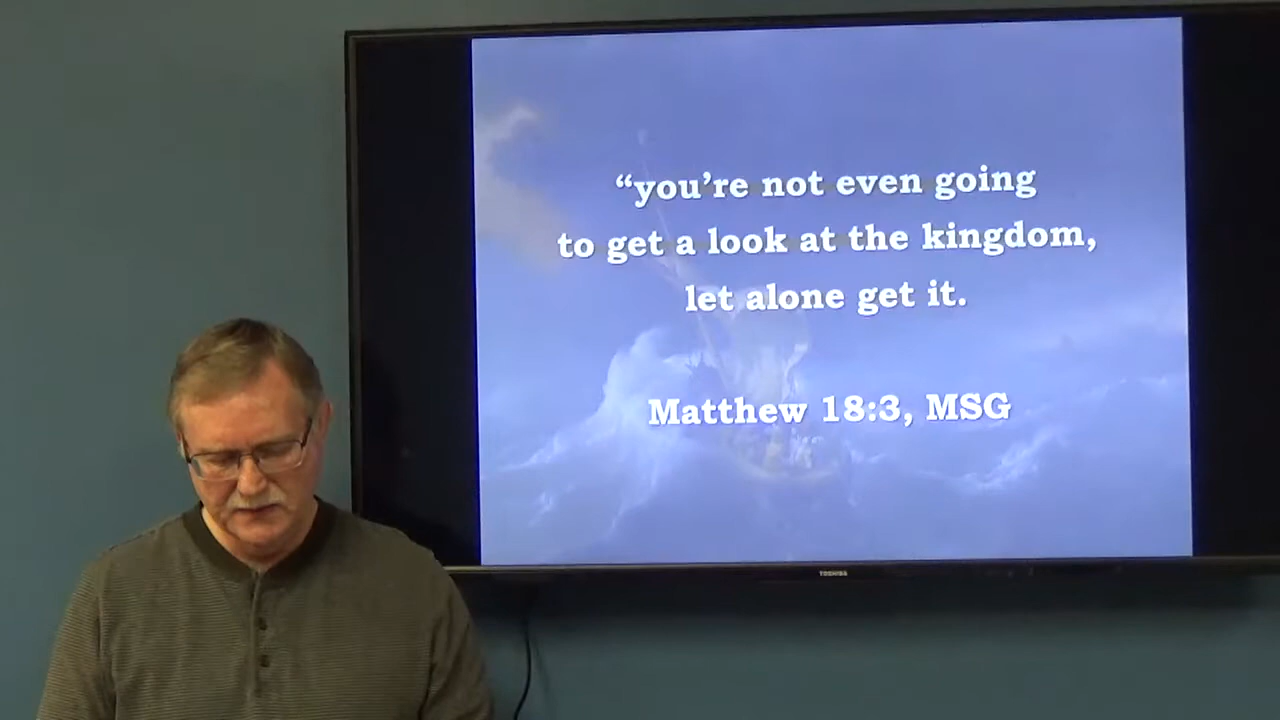 “you’re not even going
to get a look at the kingdom,
let alone get it.
Matthew 18:3, MSG
TOSHIBA